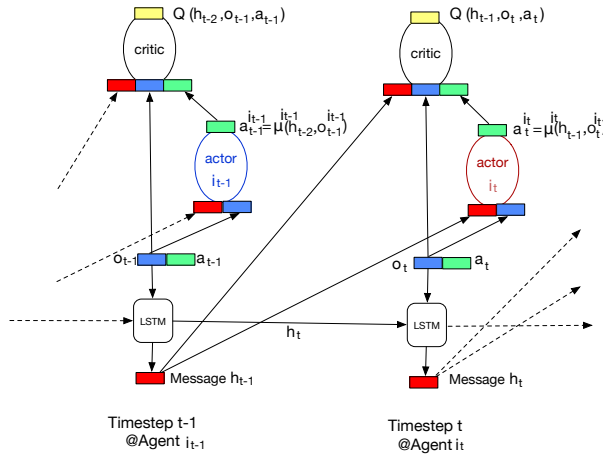 Q (h_{t-2},o_{t-1},a_{t-1})
Q (h_{t-1},o_t,a_t)
critic
critic
a_{t-1}^{i_{t-1}}=μ^{i_{t-1}}(h_{t-2},o_{t-1}^{i_{t-1}})
a_t^{i_t}=μ^{i_t}(h_{t-1},o_t^{i_t}
actor
i_{t-1}
actor
i_t
o_{t-1}
a_{t-1}
o_t
a_t
LSTM
LSTM
h_t
Message h_{t-1}
Message h_t
Timestep t-1
@Agent i_{t-1}
Timestep t
@Agent i_t